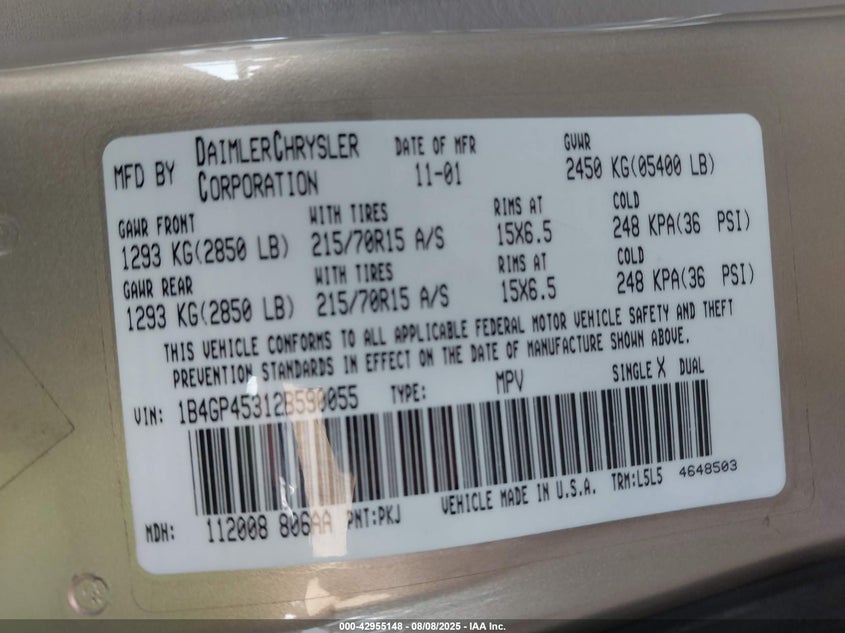 MFD BY DAIMLERCHRYSLER CORPORATION DATE OF MFR 11-01 GVWR 2450 KG(05400 LB)
GAWR FRONT WITH TIRES RIMS AT COLD
1293 KG(2850 LB) 215/70R15 A/S 15X6.5 248 KPA(36 PSI)
GAWR REAR WITH TIRES RIMS AT COLD
1293 KG(2850 LB) 215/70R15 A/S 15X6.5 248 KPA(36 PSI)
THIS VEHICLE CONFORMS TO ALL APPLICABLE FEDERAL MOTOR VEHICLE SAFETY AND THEFT
PREVENTION STANDARDS IN EFFECT ON THE DATE OF MANUFACTURE SHOWN ABOVE.
VIN: 1B4GP45312B590055 TYPE: MPV SINGLE X DUAL
MDH: 112008 806AA PNT:PKJ VEHICLE MADE IN U.S.A. TRM:L5L5 4648503
000-42955148 - 08/08/2025 - IAA Inc.